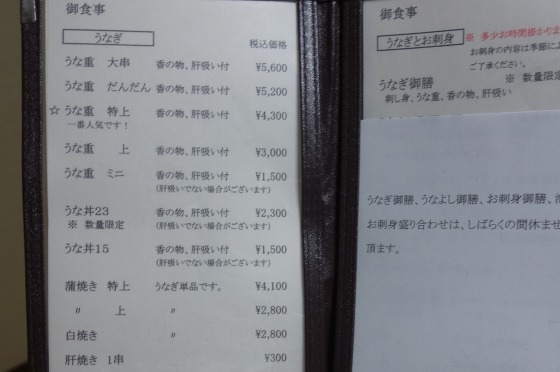 御食事
うなぎ
税込価格
うな重 大串 香の物、肝吸い付 ¥5,600
うな重 だんだん 香の物、肝吸い付 ¥5,200
☆ うな重 特上 香の物、肝吸い付 ¥4,300
一番人気です!
うな重 上 香の物、肝吸い付 ¥3,000
うな重 ミニ 香の物、肝吸い付 ¥1,500
(肝吸いでない場合がございます)
うな丼23 香の物、肝吸い付 ¥2,300
※ 数量限定 (肝吸いでない場合がございます)
うな丼15 香の物、肝吸い付 ¥1,500
(肝吸いでない場合がございます)
蒲焼き 特上 うなぎ単品です。 ¥4,100
〃 上 ¥2,800
白焼き 〃 ¥2,800
肝焼き 1串 ¥300
御食事
うなぎとお刺身
※ 多少お時間掛かりま
お刺身の内容は季節に
ご了承ください。
うなぎ御膳 ※ 数量限定
刺し身、うな重、香の物、肝吸い
うなぎ御膳、うなよし御膳、お刺身御膳、
お刺身盛り合わせは、しばらくの間休ませ
頂ます。